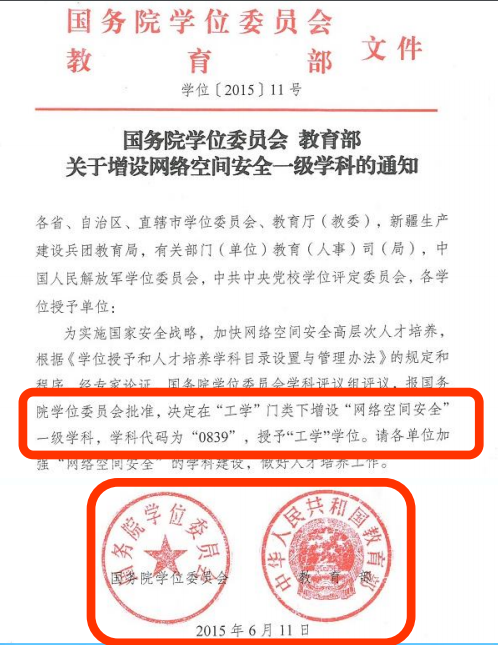 国务院学位委员会
教育部
文件
学位〔2015〕11号
国务院学位委员会 教育部
关于增设网络空间安全一级学科的通知
各省、自治区、直辖市学位委员会、教育厅（教委），新疆生产
建设兵团教育局，有关部门（单位）教育（人事）司（局），中
国人民解放军学位委员会，中共中央党校学位评定委员会，各学
位授予单位：
为实施国家安全战略，加快网络空间安全高层次人才培养，
根据《学位授予和人才培养学科目录设置与管理办法》的规定和
程序，经专家论证，国务院学位委员会学科评议组评议，报国务
院学位委员会批准，决定在“工学”门类下增设“网络空间安全”
一级学科，学科代码为“0839”，授予“工学”学位。请各单位加
强“网络空间安全”的学科建设，做好人才培养工作。
国务院学位委员会
中华人民共和国教育部
国务院学位委员会
教育部
2015年6月11日